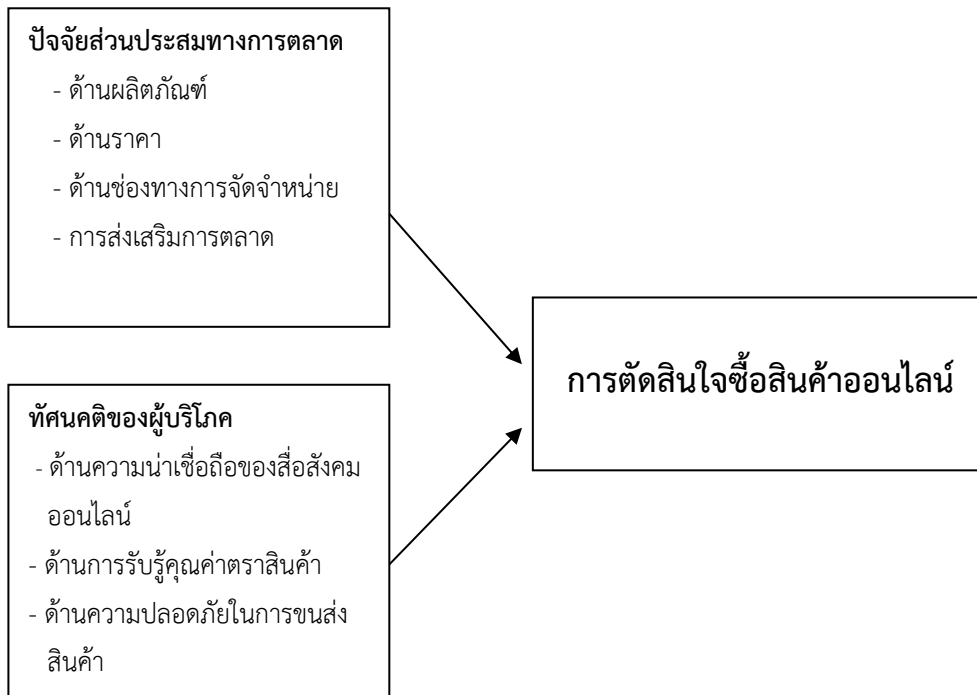 ปัจจัยส่วนประสมทางการตลาด
- ด้านผลิตภัณฑ์
- ด้านราคา
- ด้านช่องทางการจัดจำหน่าย
- การส่งเสริมการตลาด
ทัศนคติของผู้บริโภค
- ด้านความน่าเชื่อถือของสื่อสังคม
ออนไลน์
- ด้านการรับรู้คุณค่าตราสินค้า
- ด้านความปลอดภัยในการขนส่ง
สินค้า
การตัดสินใจซื้อสินค้าออนไลน์